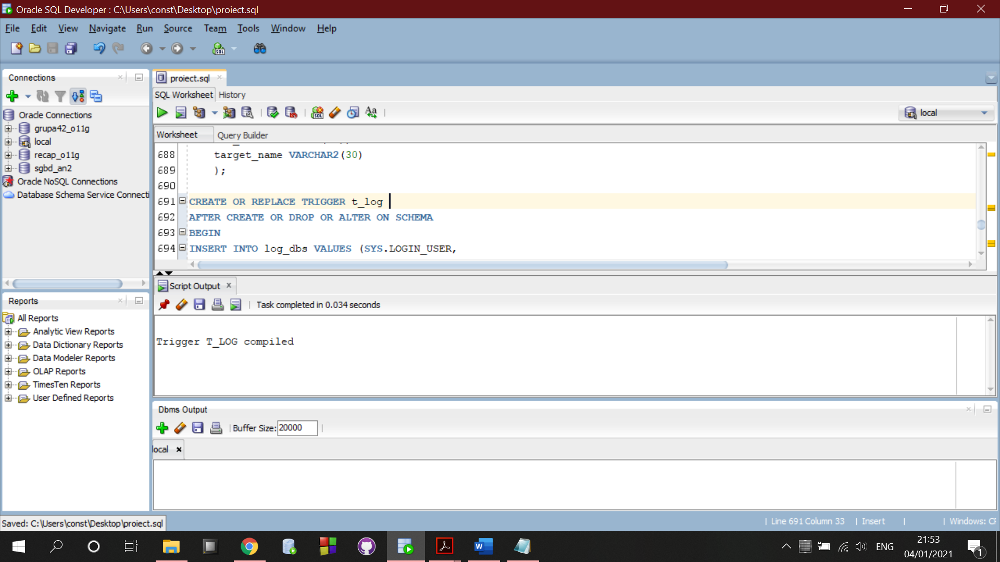 Oracle SQL Developer : C:\Users\const\Desktop\proiect.sql
File Edit View Navigate Run Source Team Tools Window Help
Connections
Oracle Connections
grupa42_o11g
local
recap_o11g
sgbd_an2
Oracle NoSQL Connections
Database Schema Service Connecti
Reports
All Reports
Analytic View Reports
Data Dictionary Reports
Data Modeler Reports
OLAP Reports
TimesTen Reports
User Defined Reports
proiect.sql
SQL Worksheet History
local
Worksheet Query Builder
688 target_name VARCHAR2(30)
689 );
690
691 CREATE OR REPLACE TRIGGER t_log
692 AFTER CREATE OR DROP OR ALTER ON SCHEMA
693 BEGIN
694 INSERT INTO log_dbs VALUES (SYS.LOGIN_USER,
Script Output
Task completed in 0.034 seconds
Trigger T_LOG compiled
Dbms Output
Buffer Size: 20000
local
Saved: C:\Users\const\Desktop\proiect.sql
Line 691 Column 33 Insert Windows: CR
ENG
21:53
04/01/2021
1